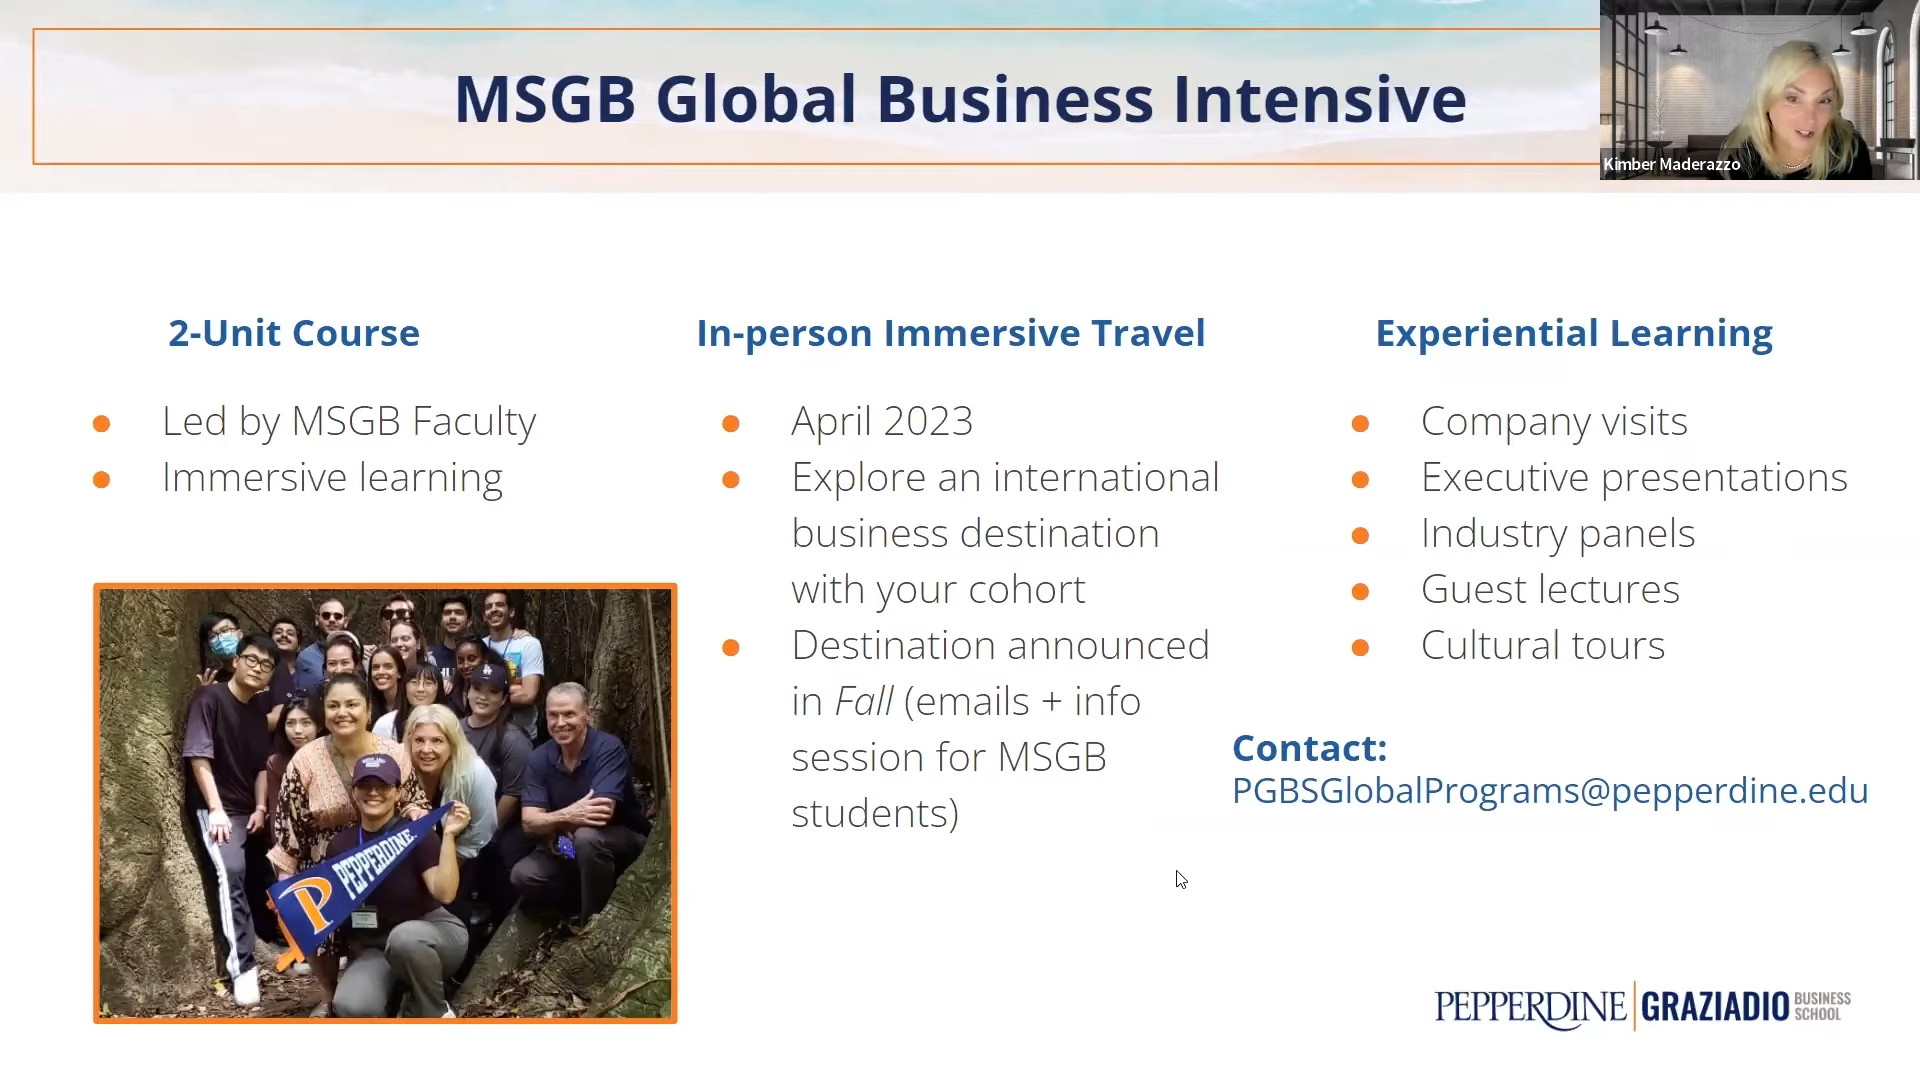 MSGB Global Business Intensive
Kimber Maderazzo
2-Unit Course
Led by MSGB Faculty
Immersive learning
PEPPERDINE
P
In-person Immersive Travel
April 2023
Explore an international
business destination
with your cohort
Destination announced
in Fall (emails + info
session for MSGB
students)
Experiential Learning
Company visits
Executive presentations
Industry panels
Guest lectures
Cultural tours
Contact:
PGBSGlobalPrograms@pepperdine.edu
PEPPERDINE GRAZIADIO BUSINESS
SCHOOL